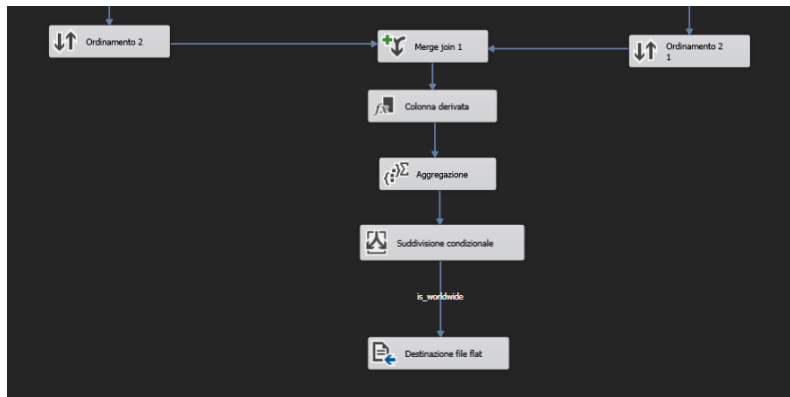 Ordinamento 2
Merge join 1
Ordinamento 2
1
Colonna derivata
Aggregazione
Suddivisione condizionale
is_worldwide
Destinazione file flat